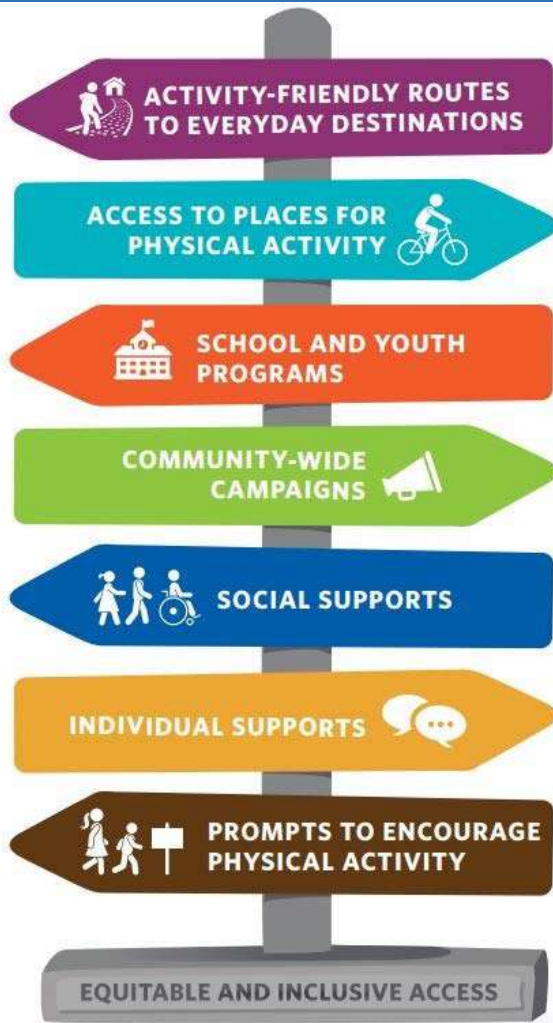 ACTIVITY-FRIENDLY ROUTES
TO EVERYDAY DESTINATIONS
ACCESS TO PLACES FOR
PHYSICAL ACTIVITY
SCHOOL AND YOUTH
PROGRAMS
COMMUNITY-WIDE
CAMPAIGNS
SOCIAL SUPPORTS
INDIVIDUAL SUPPORTS
PROMPTS TO ENCOURAGE
PHYSICAL ACTIVITY
EQUITABLE AND INCLUSIVE ACCESS